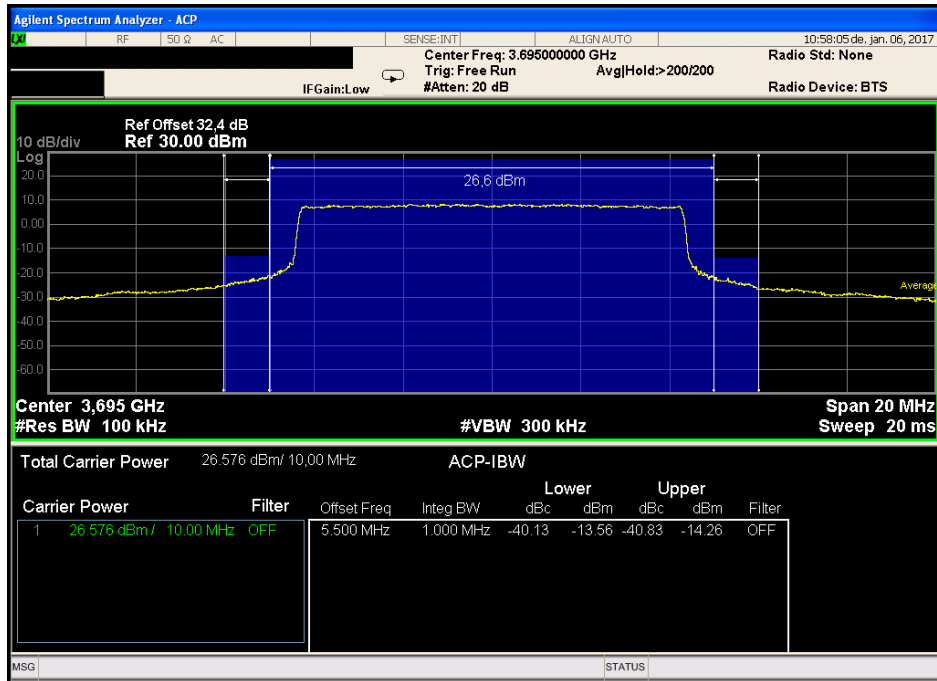 Agilent Spectrum Analyzer - ACP
LXI RF 50 Ω AC SENSE:INT ALIGN AUTO 10:58:05 de. jan. 06, 2017
Center Freq: 3.695000000 GHz Radio Std: None
Trig: Free Run Avg|Hold:>200/200
IFGain:Low #Atten: 20 dB Radio Device: BTS
Ref Offset 32,4 dB
10 dB/div Ref 30.00 dBm
Log
20.0
26,6 dBm
10.0
0.00
-10.0
-20.0
Average
-30.0
-40.0
-50.0
-60.0
Center 3,695 GHz Span 20 MHz
#Res BW 100 kHz #VBW 300 kHz Sweep 20 ms
Total Carrier Power 26.576 dBm/ 10,00 MHz ACP-IBW
Lower Upper
Carrier Power Filter Offset Freq Integ BW dBc dBm dBc dBm Filter
1 26.576 dBm / 10.00 MHz OFF 5.500 MHz 1.000 MHz -40.13 -13.56 -40.83 -14.26 OFF
MSG STATUS